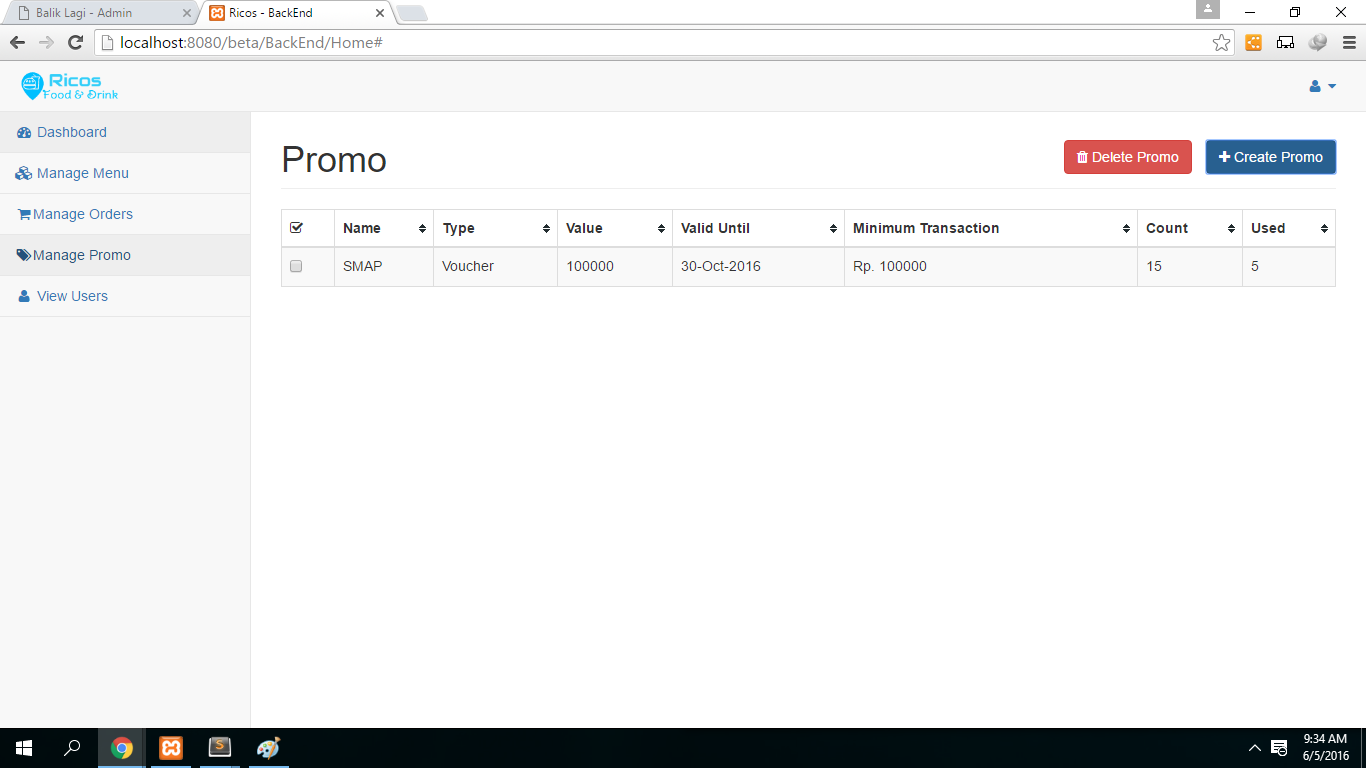 Balik Lagi - Admin
Ricos - BackEnd
localhost:8080/beta/BackEnd/Home#
Ricos
Food & Drink
Dashboard
Manage Menu
Manage Orders
Manage Promo
View Users
Promo
Delete Promo
Create Promo
Name Type Value Valid Until Minimum Transaction Count Used
SMAP Voucher 100000 30-Oct-2016 Rp. 100000 15 5
9:34 AM
6/5/2016